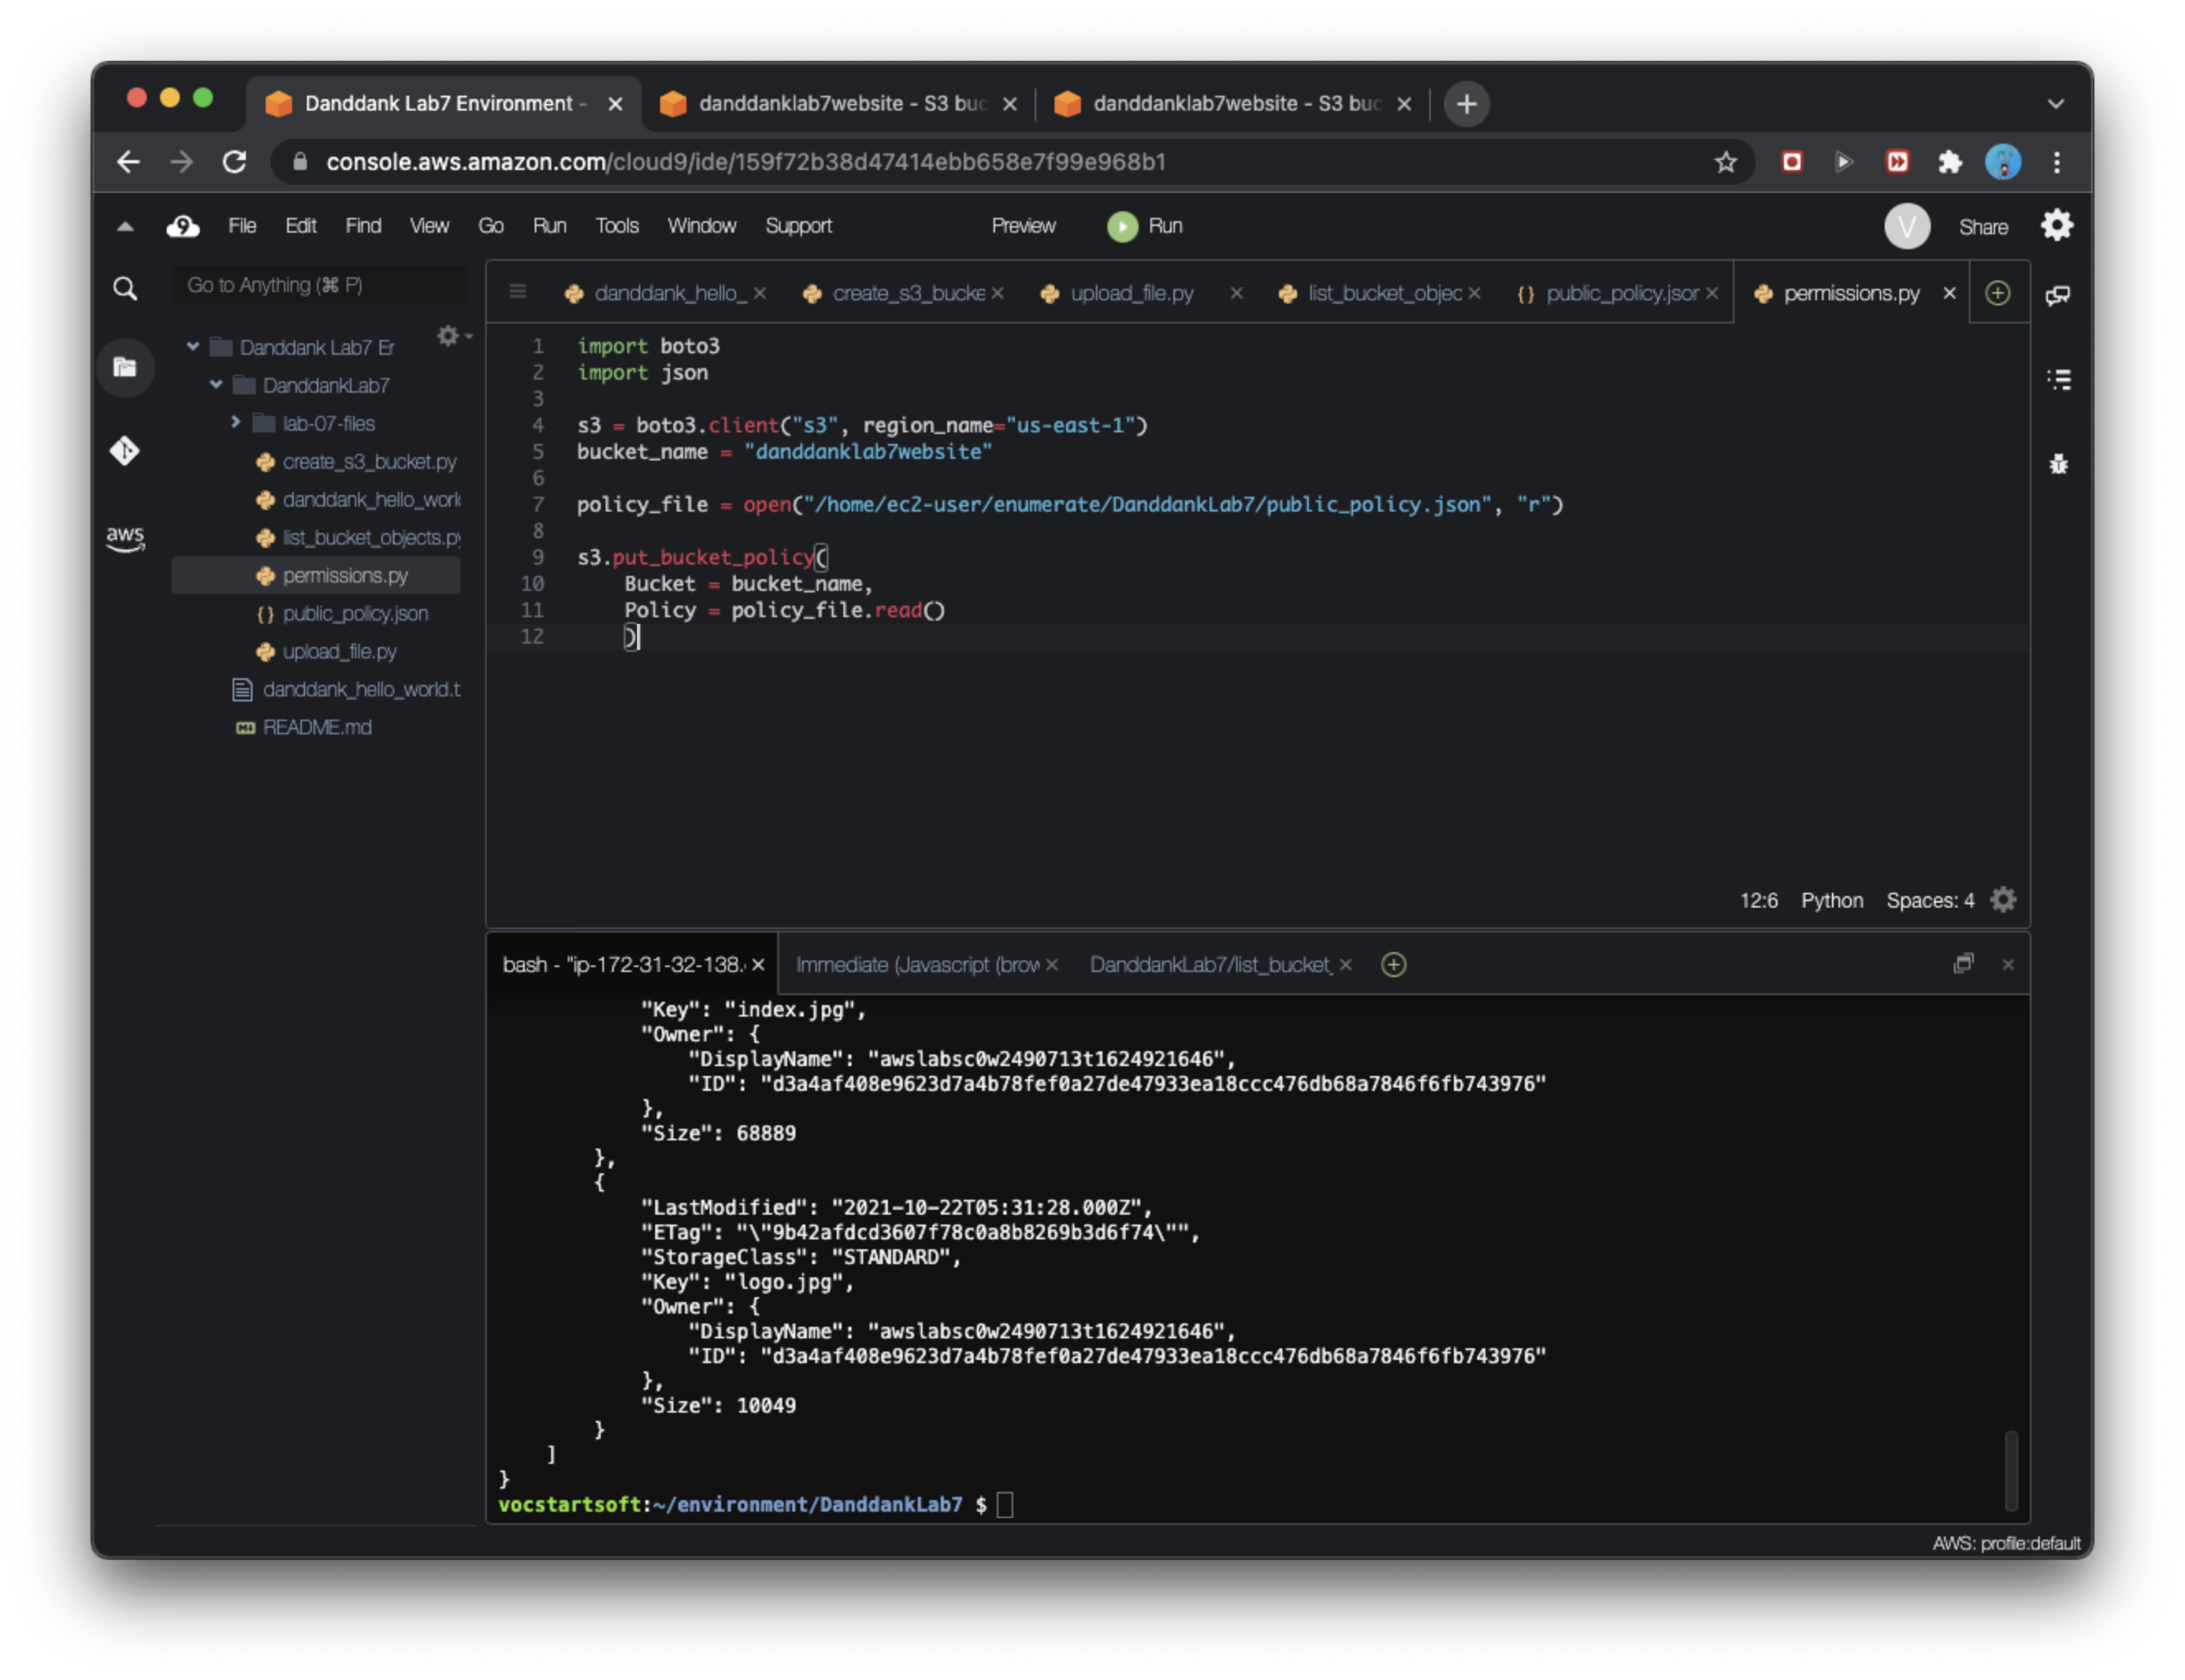 Danddank Lab7 Environment -
danddanklab7website - S3 buc
danddanklab7website - S3 buc
console.aws.amazon.com/cloud9/ide/159f72b38d47414ebb658e7f99e968b1
9 File Edit Find View Go Run Tools Window Support Preview Run V Share
Go to Anything (⌘ P)
danddank_hello_ create_s3_bucke upload_file.py list_bucket_objec {} public_policy.jsor permissions.py
Danddank Lab7 Er
DanddankLab7
lab-07-files
create_s3_bucket.py
danddank_hello_worl
list_bucket_objects.py
permissions.py
{} public_policy.json
upload_file.py
danddank_hello_world.t
README.md
aws
1 import boto3
2 import json
3
4 s3 = boto3.client("s3", region_name="us-east-1")
5 bucket_name = "danddanklab7website"
6
7 policy_file = open("/home/ec2-user/enumerate/DanddankLab7/public_policy.json", "r")
8
9 s3.put_bucket_policy(
10 Bucket = bucket_name,
11 Policy = policy_file.read()
12 )
12:6 Python Spaces: 4
bash - "ip-172-31-32-138. Immediate (Javascript (brow DanddankLab7/list_bucket_
"Key": "index.jpg",
"Owner": {
"DisplayName": "awslabsc0w2490713t1624921646",
"ID": "d3a4af408e9623d7a4b78fef0a27de47933ea18ccc476db68a7846f6fb743976"
},
"Size": 68889
},
{
"LastModified": "2021-10-22T05:31:28.000Z",
"ETag": "\"9b42afdcd3607f78c0a8b8269b3d6f74\"",
"StorageClass": "STANDARD",
"Key": "logo.jpg",
"Owner": {
"DisplayName": "awslabsc0w2490713t1624921646",
"ID": "d3a4af408e9623d7a4b78fef0a27de47933ea18ccc476db68a7846f6fb743976"
},
"Size": 10049
}
]
}
vocstartsoft:~/environment/DanddankLab7 $
AWS: profile:default